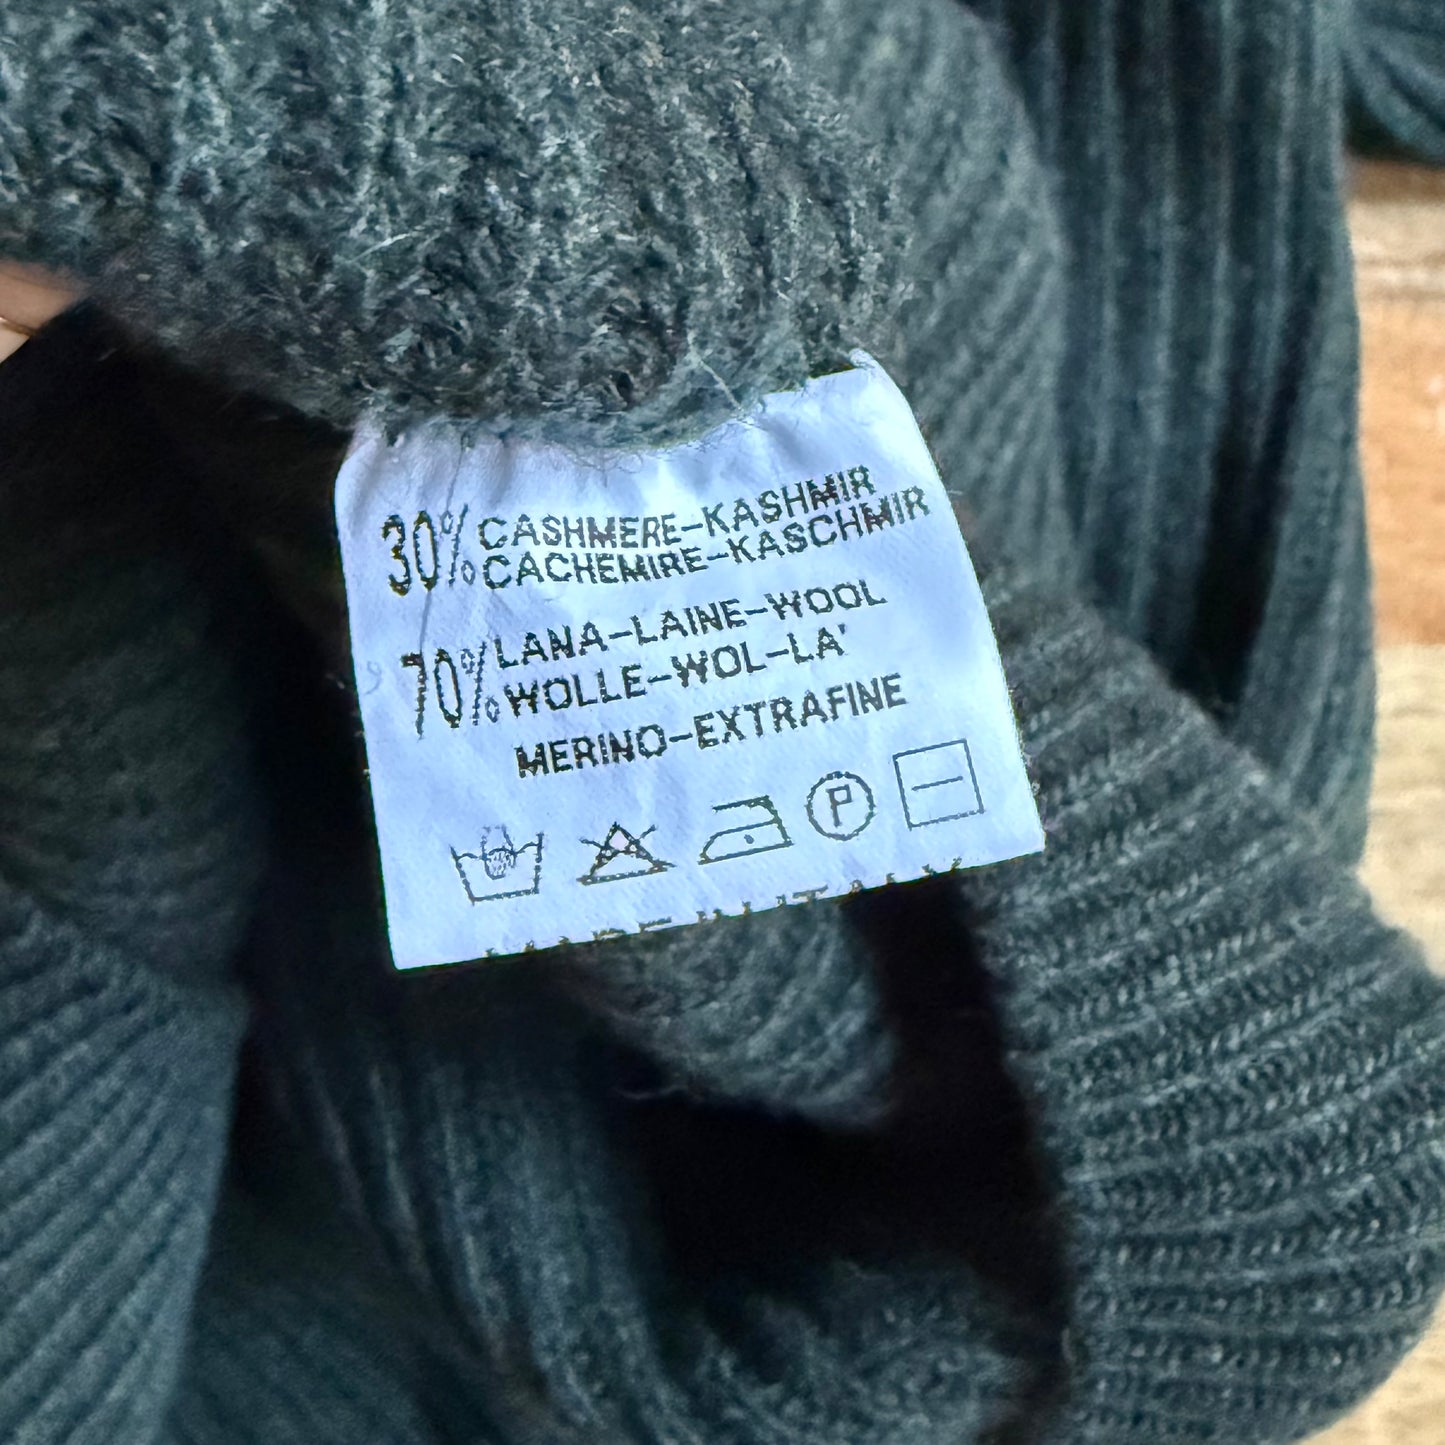 30% CASHMERE-KASHMIR
CACHEMIRE-KASCHMIR
70% LANA-LAINE-WOOL
WOLLE-WOL-LA'
MERINO-EXTRAFINE
P